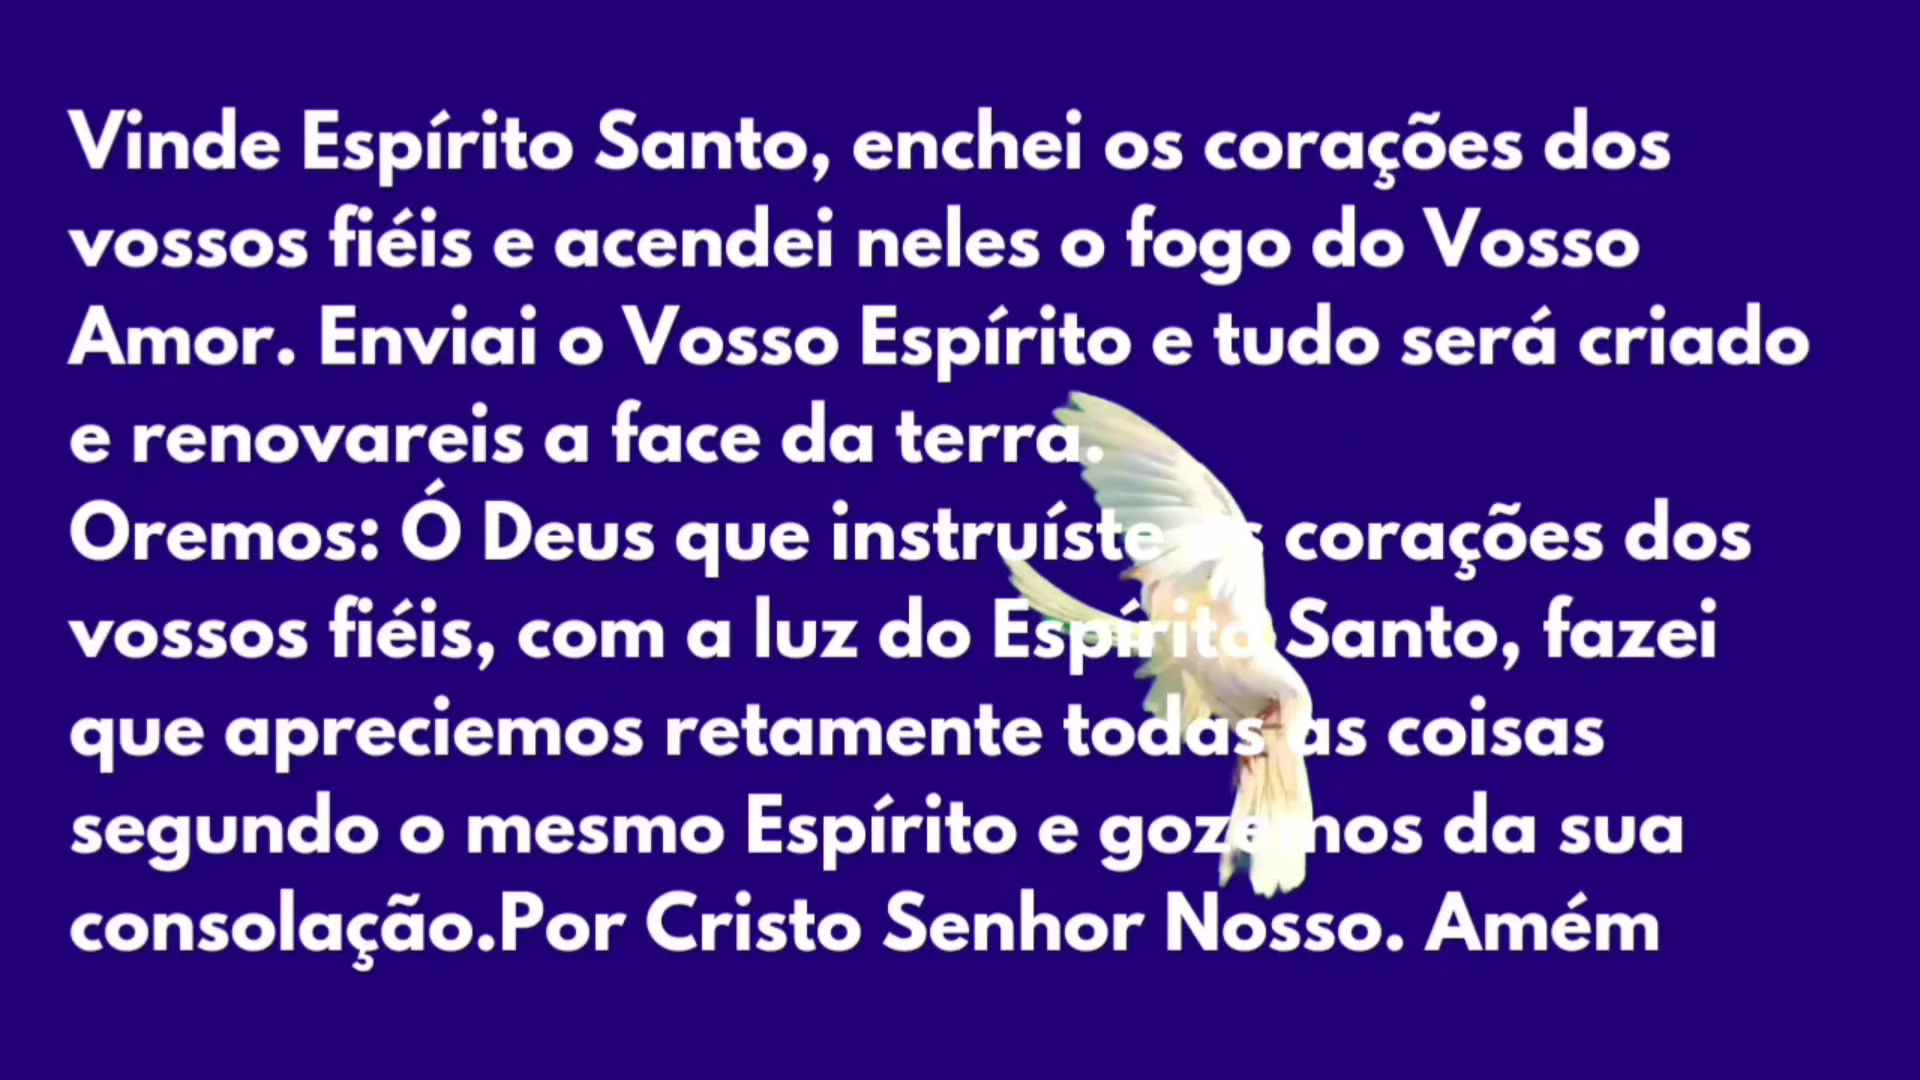 Vinde Espírito Santo, enchei os corações dos
vossos fiéis e acendei neles o fogo do Vosso
Amor. Enviai o Vosso Espírito e tudo será criado
e renovareis a face da terra.
Oremos: Ó Deus que instruíste os corações dos
vossos fiéis, com a luz do Espírito Santo, fazei
que apreciemos retamente todas as coisas
segundo o mesmo Espírito e gozemos da sua
consolação.Por Cristo Senhor Nosso. Amém